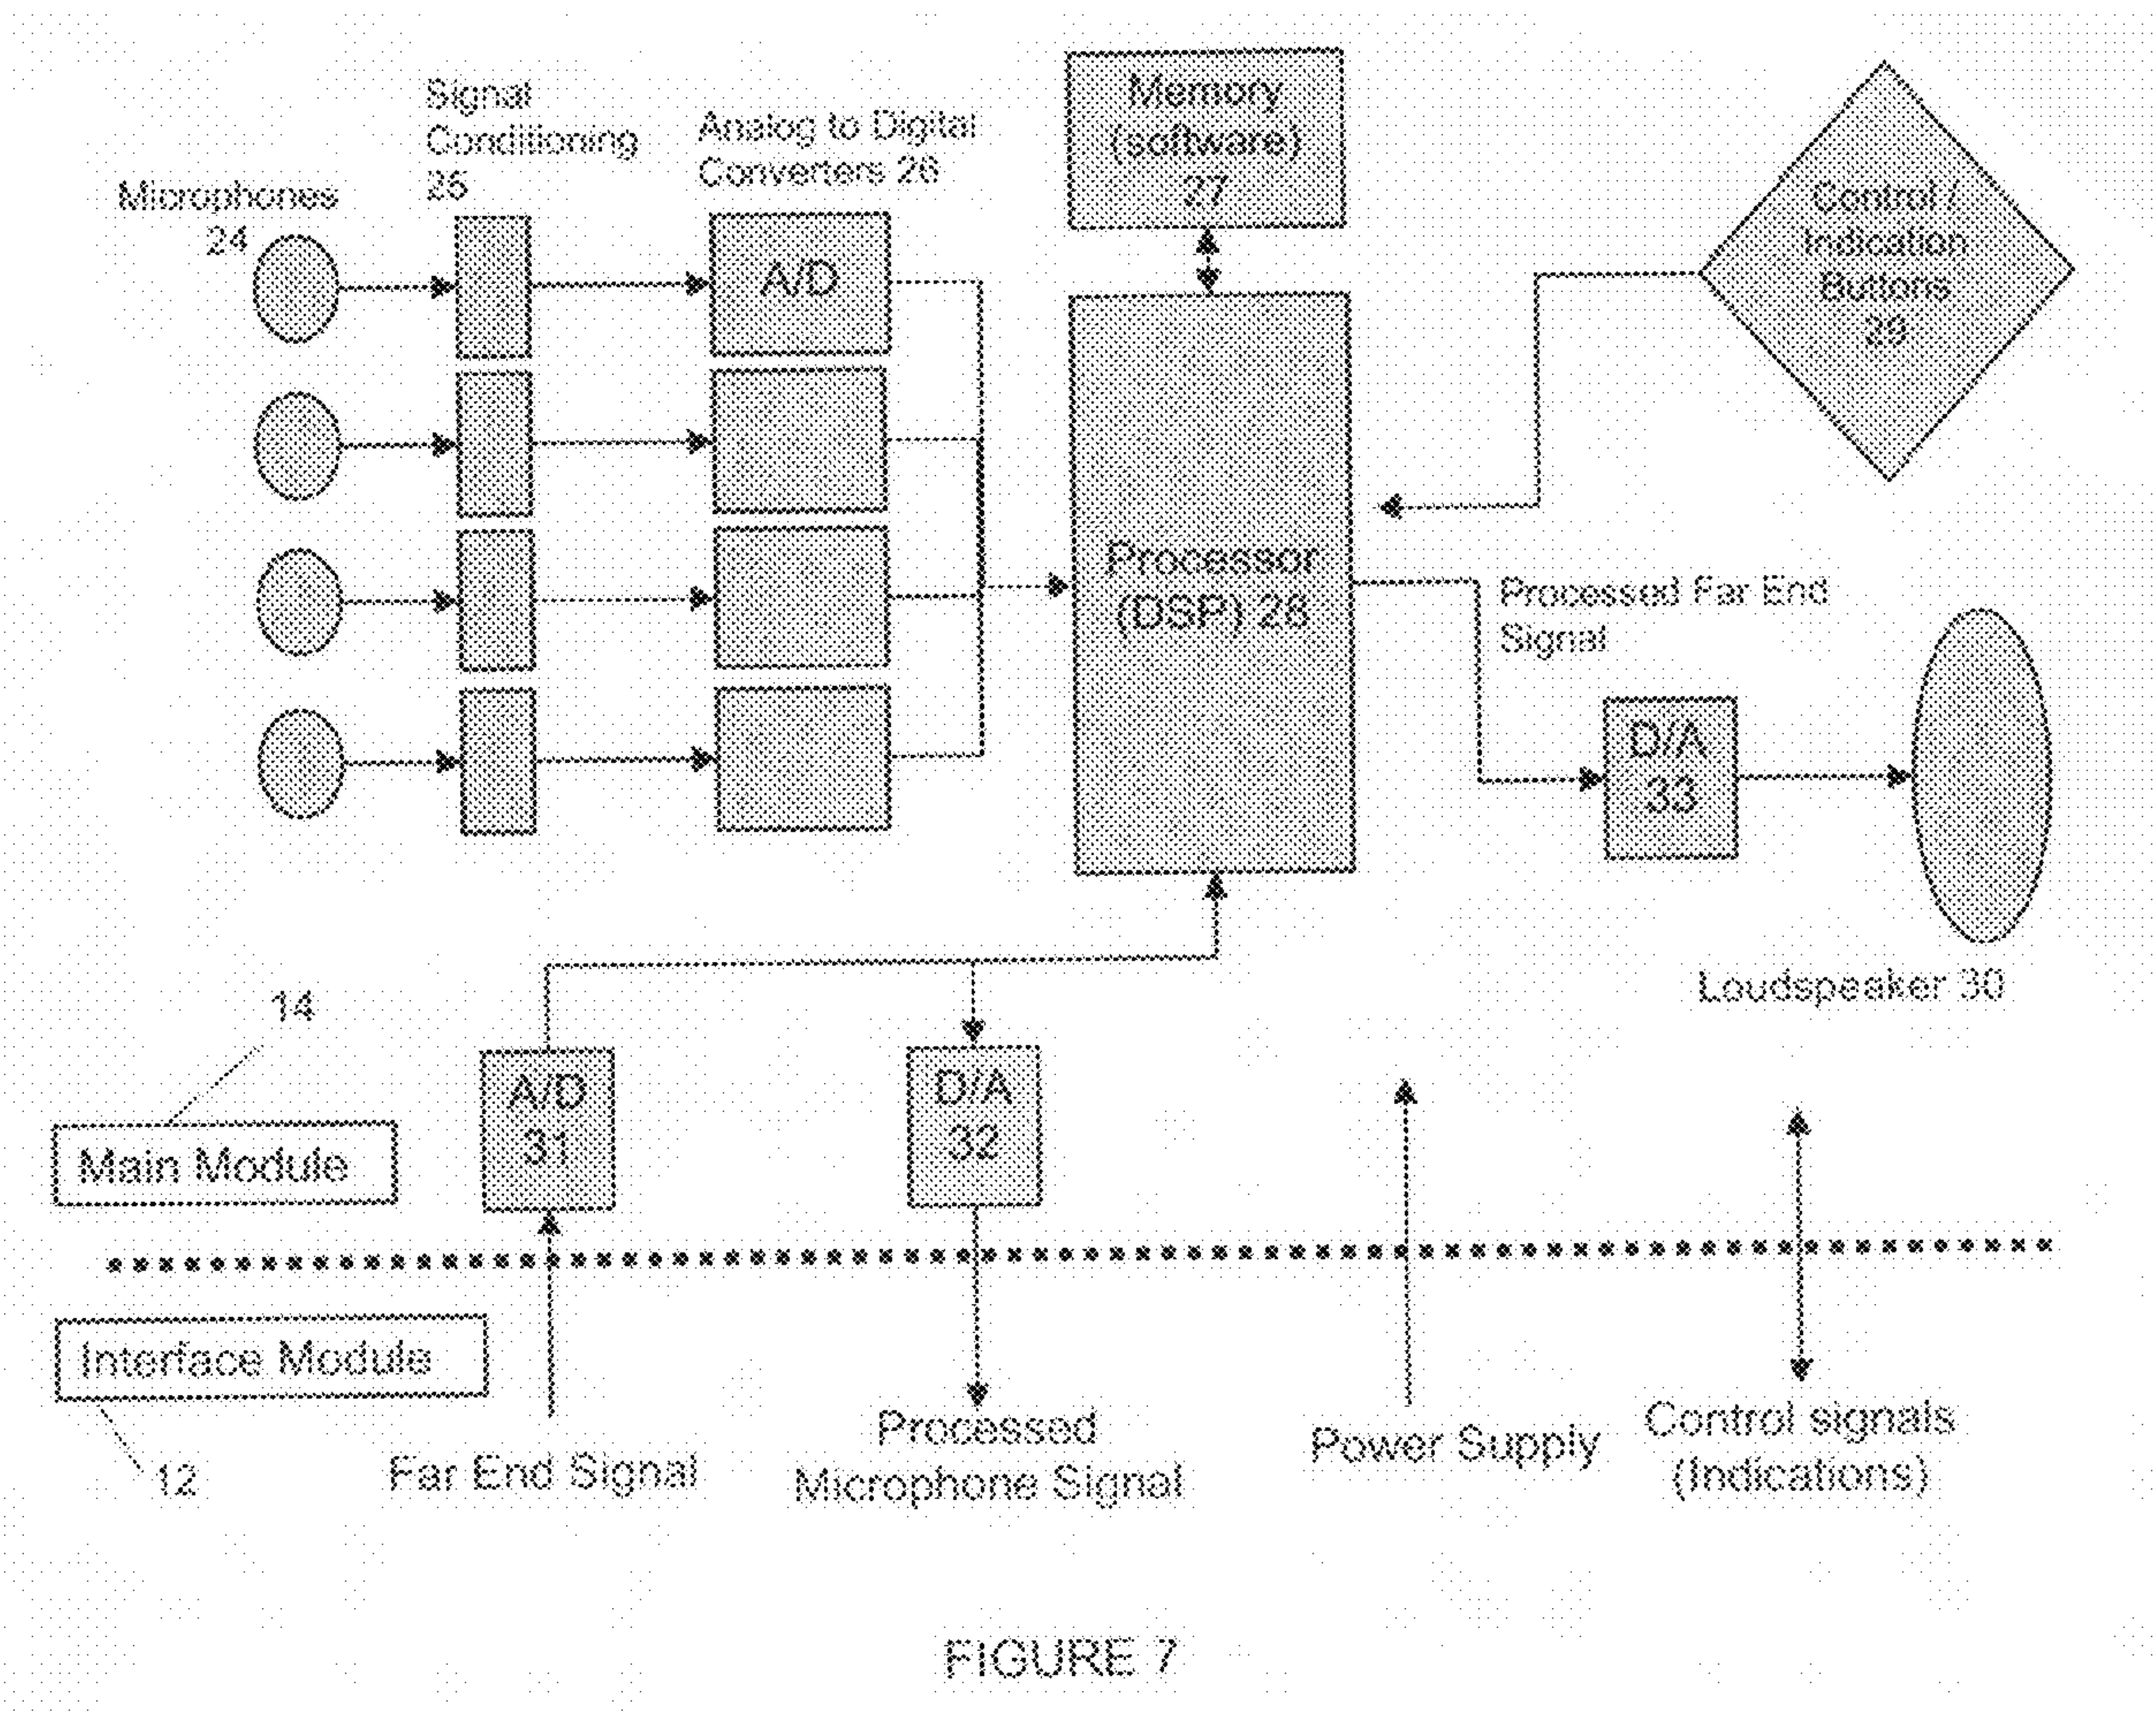 Signal
Conditioning
25
Analog to Digital
Converters 26
Microphones
24
A/D
Memory
(software)
27
Control /
Indication
Buttons
29
Processor
(DSP) 28
Processed Far End
Signal
D/A
33
Loudspeaker 30
14
Main Module
A/D
31
D/A
32
Interface Module
12
Far End Signal
Processed
Microphone Signal
Power Supply
Control signals
(Indications)
FIGURE 7